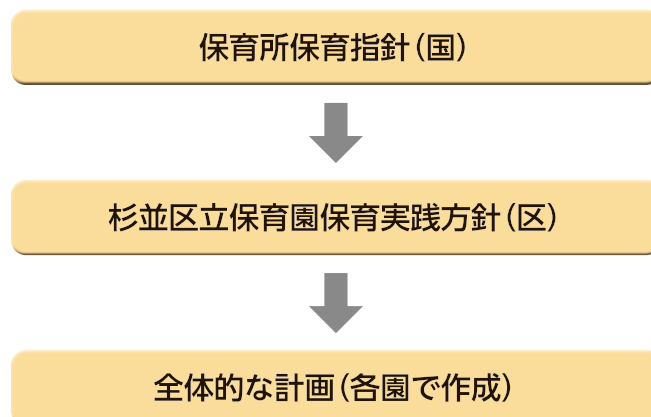 保育所保育指針（国）
杉並区立保育園保育実践方針（区）
全体的な計画（各園で作成）